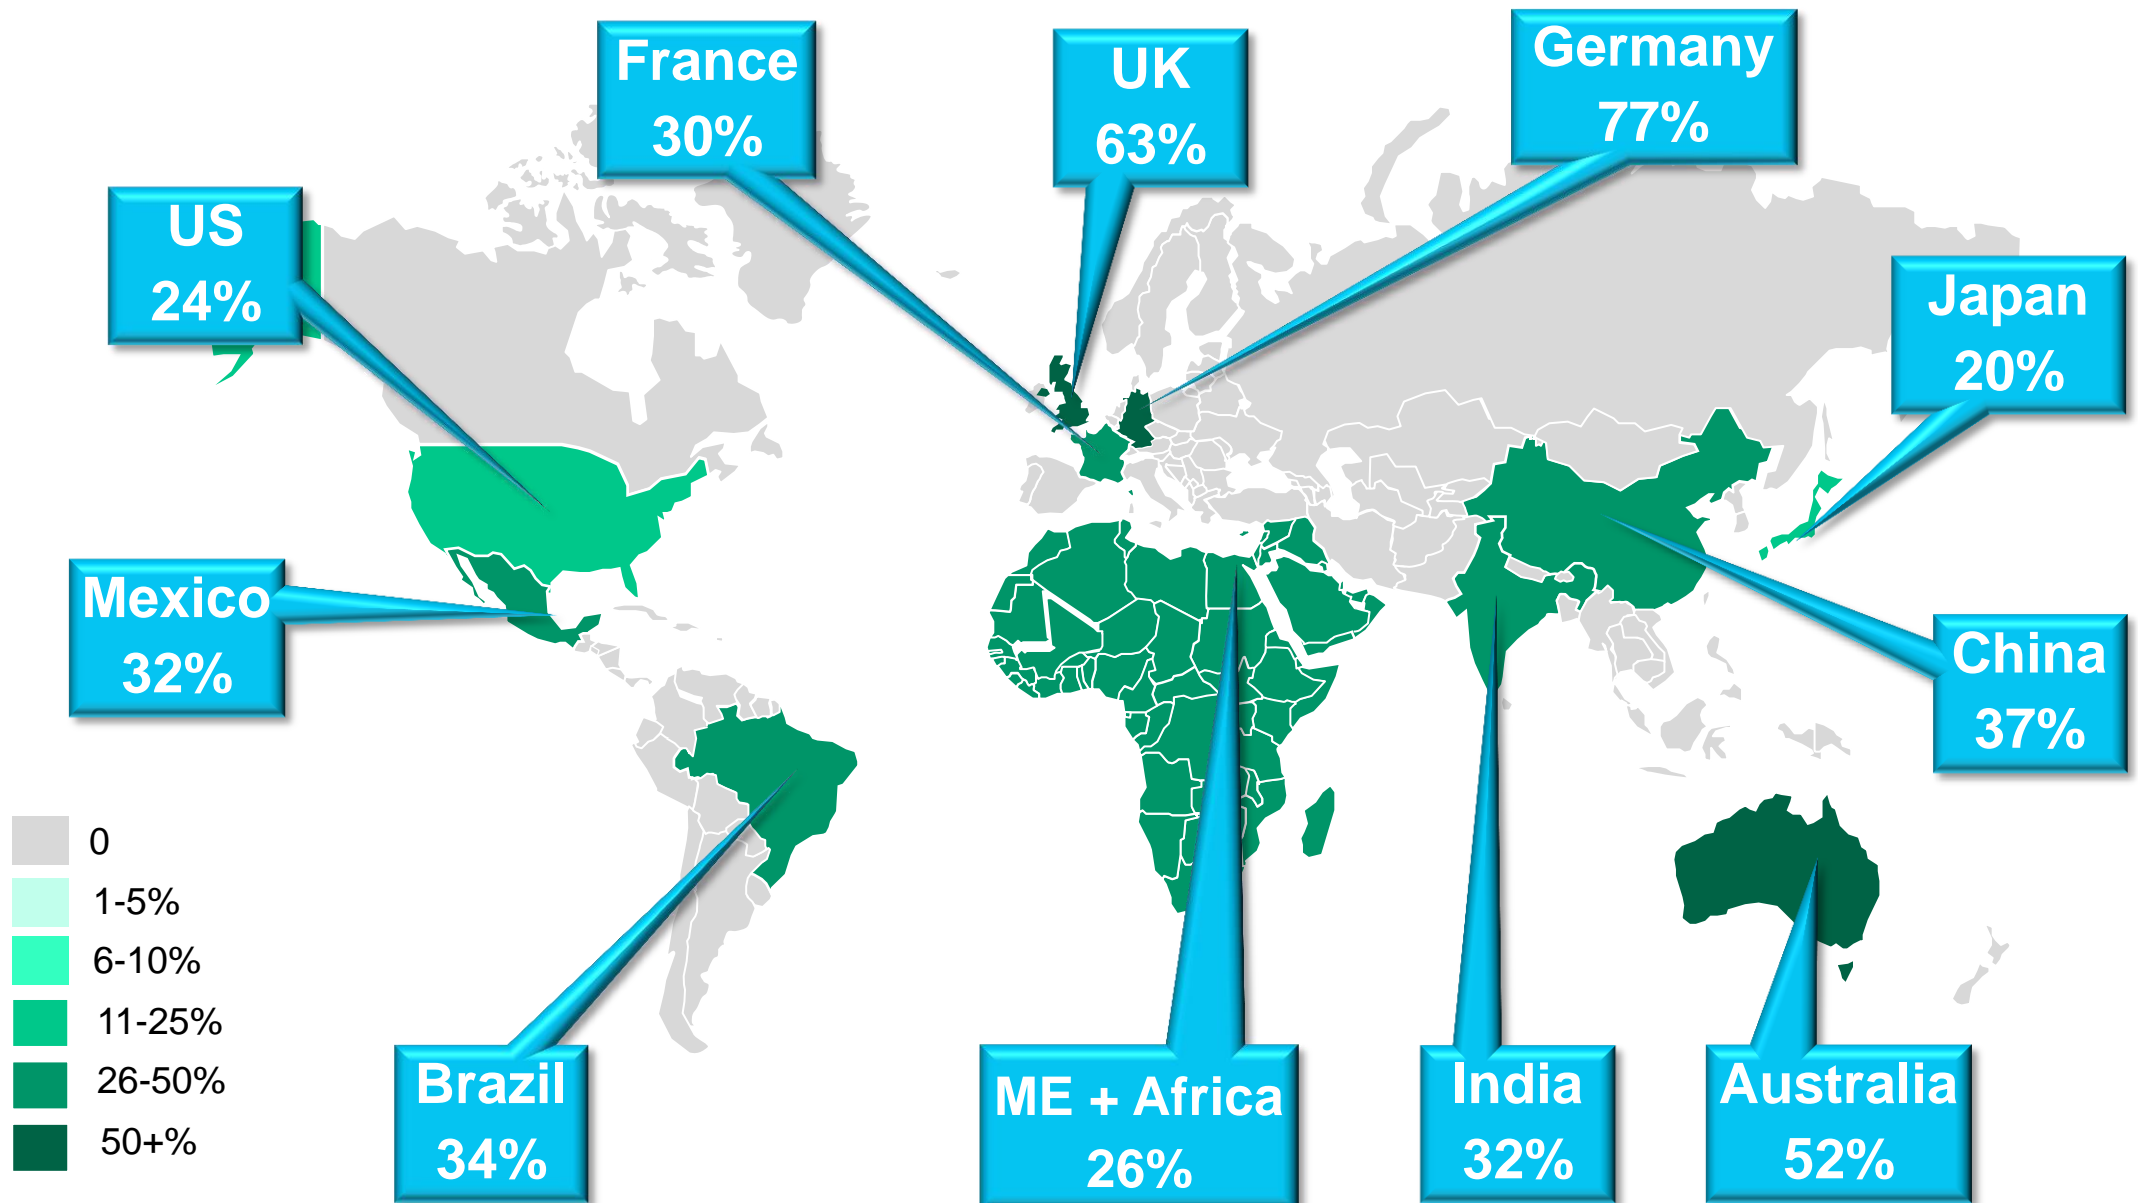 France
30%
UK
63%
Germany
77%
US
24%
Japan
20%
Mexico
32%
China
37%
0
1-5%
6-10%
11-25%
26-50%
50+%
Brazil
34%
ME + Africa
26%
India
32%
Australia
52%